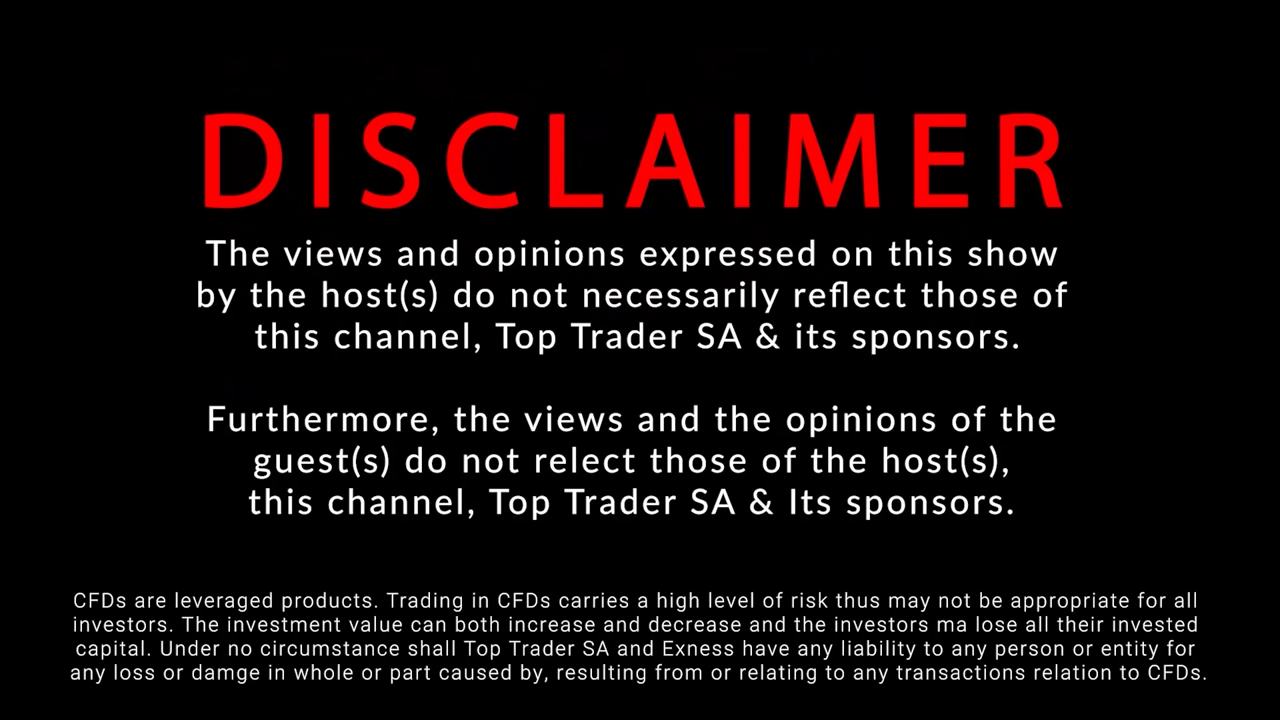 DISCLAIMER
The views and opinions expressed on this show
by the host(s) do not necessarily reflect those of
this channel, Top Trader SA & its sponsors.
Furthermore, the views and the opinions of the
guest(s) do not relect those of the host(s),
this channel, Top Trader SA & Its sponsors.
CFDs are leveraged products. Trading in CFDs carries a high level of risk thus may not be appropriate for all
investors. The investment value can both increase and decrease and the investors ma lose all their invested
capital. Under no circumstance shall Top Trader SA and Exness have any liability to any person or entity for
any loss or damge in whole or part caused by, resulting from or relating to any transactions relation to CFDs.